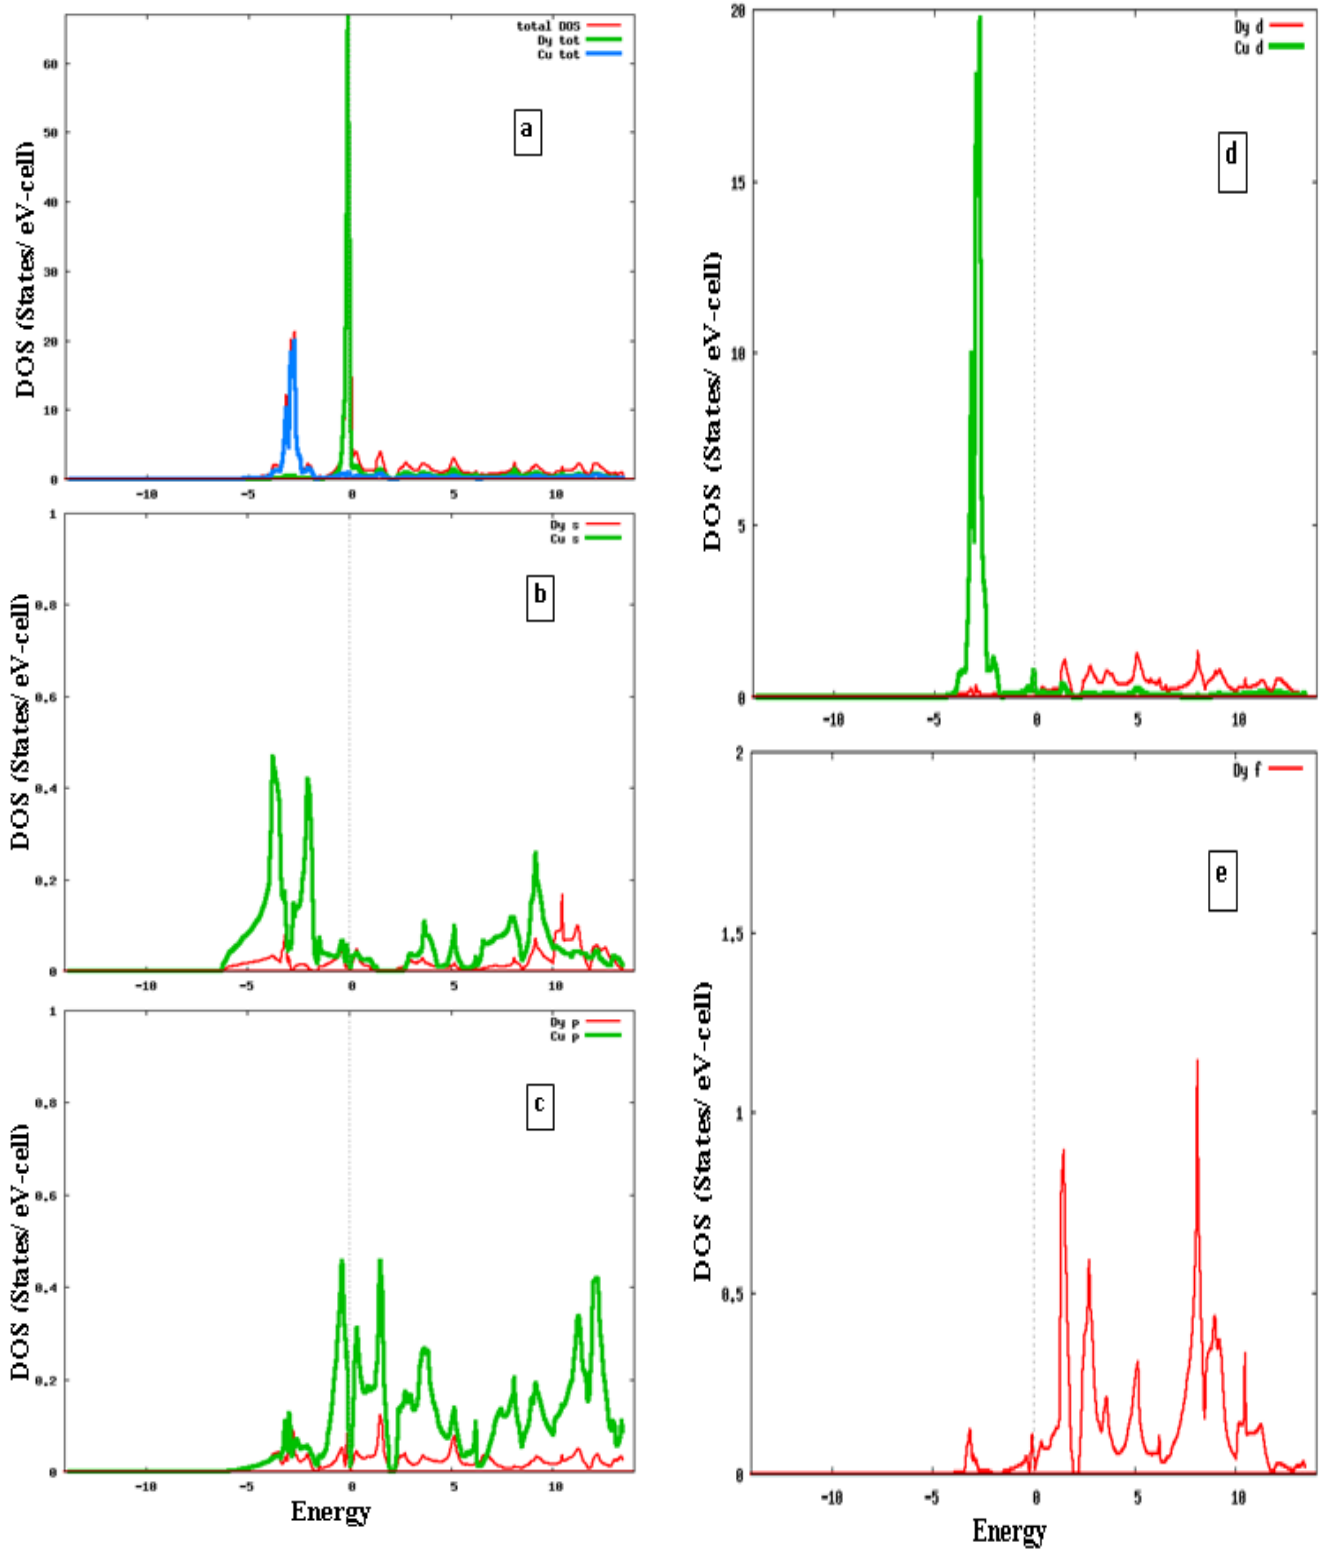 total DOS
Dy tot
Cu tot
60
50
40
30
20
10
0
-10
-5
0
5
10
DOS (States/ eV-cell)
a
Dy s
Cu s
1
0.8
0.6
0.4
0.2
0
-10
-5
0
5
10
DOS (States/ eV-cell)
b
Dy p
Cu p
1
0.8
0.6
0.4
0.2
0
-10
-5
0
5
10
DOS (States/ eV-cell)
c
Energy
Dy d
Cu d
20
15
10
5
0
-10
-5
0
5
10
DOS (States/ eV-cell)
d
Dy f
2
1.5
1
0.5
0
-10
-5
0
5
10
DOS (States/ eV-cell)
e
Energy